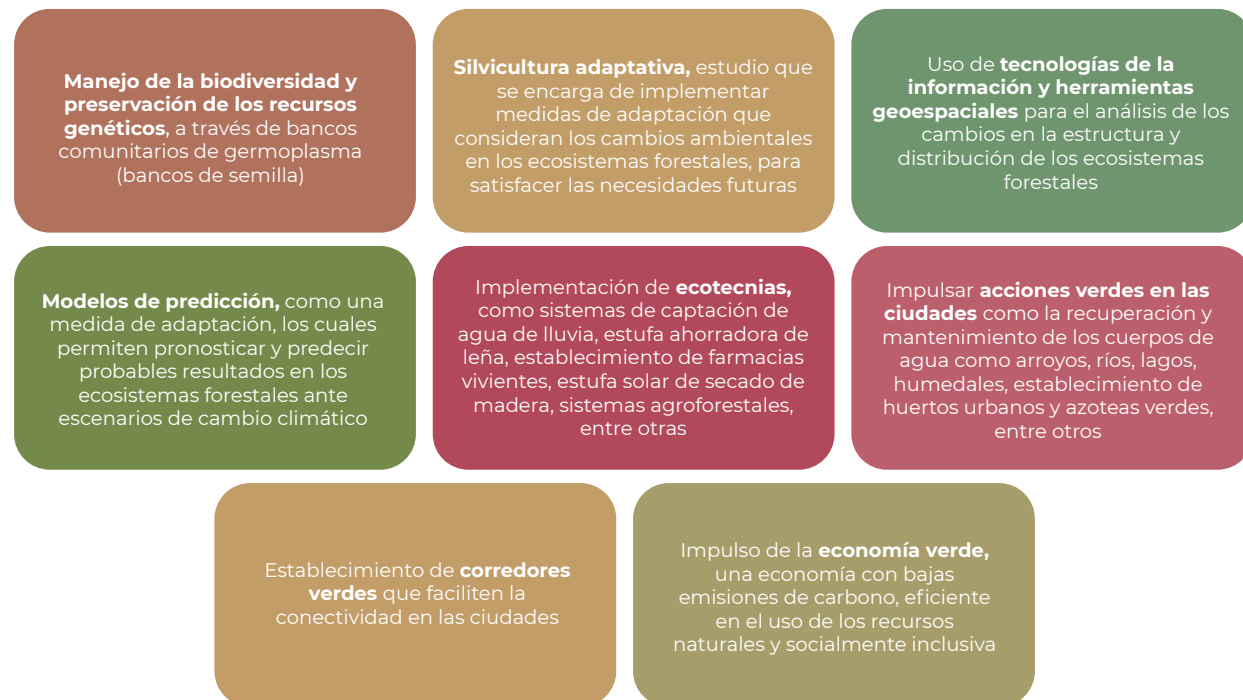 Manejo de la biodiversidad y
preservación de los recursos
genéticos, a través de bancos
comunitarios de germoplasma
(bancos de semilla)
Silvicultura adaptativa, estudio que
se encarga de implementar
medidas de adaptación que
consideran los cambios ambientales
en los ecosistemas forestales, para
satisfacer las necesidades futuras
Uso de tecnologías de la
información y herramientas
geoespaciales para el análisis de los
cambios en la estructura y
distribución de los ecosistemas
forestales
Modelos de predicción, como una
medida de adaptación, los cuales
permiten pronosticar y predecir
probables resultados en los
ecosistemas forestales ante
escenarios de cambio climático
Implementación de ecotecnias,
como sistemas de captación de
agua de lluvia, estufa ahorradora de
leña, establecimiento de farmacias
vivientes, estufa solar de secado de
madera, sistemas agroforestales,
entre otras
Impulsar acciones verdes en las
ciudades como la recuperación y
mantenimiento de los cuerpos de
agua como arroyos, ríos, lagos,
humedales, establecimiento de
huertos urbanos y azoteas verdes,
entre otros
Establecimiento de corredores
verdes que faciliten la
conectividad en las ciudades
Impulso de la economía verde,
una economía con bajas
emisiones de carbono, eficiente
en el uso de los recursos
naturales y socialmente inclusiva